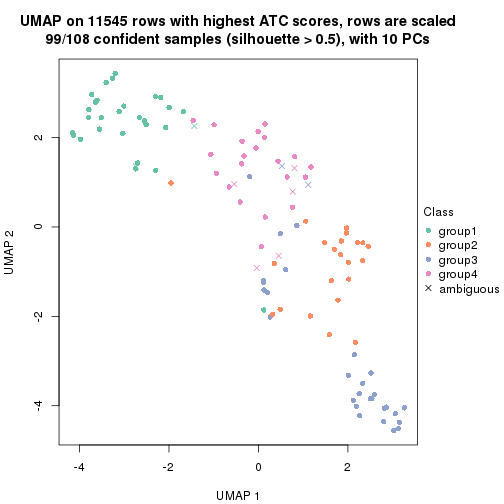 UMAP on 11545 rows with highest ATC scores, rows are scaled
99/108 confident samples (silhouette > 0.5), with 10 PCs
2
0
-2
-4
UMAP 2
-4
-2
0
2
UMAP 1
Class
group1
group2
group3
group4
ambiguous